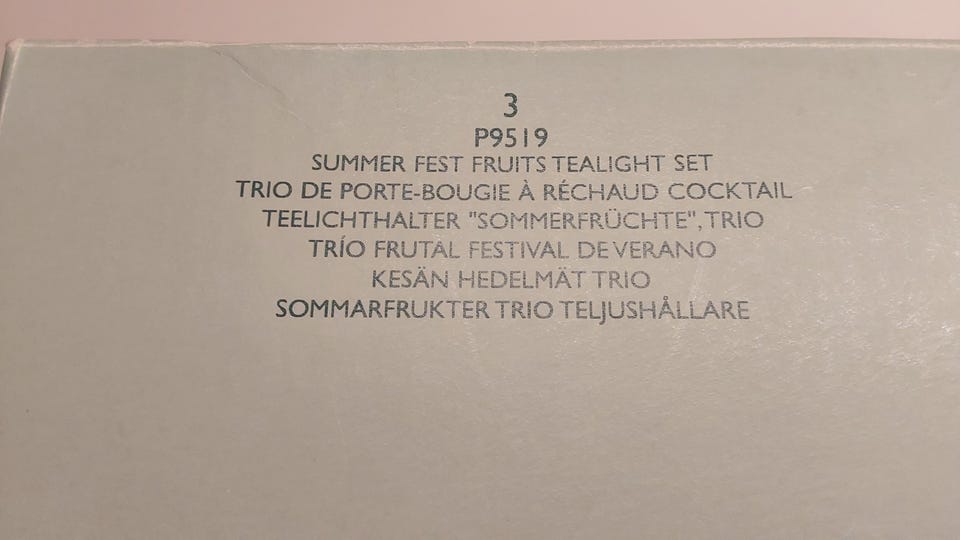 3
P9519
SUMMER FEST FRUITS TEALIGHT SET
TRIO DE PORTE-BOUGIE À RÉCHAUD COCKTAIL
TEELICHTHALTER "SOMMERFRÜCHTE", TRIO
TRÍO FRUTAL FESTIVAL DE VERANO
KESÄN HEDELMÄT TRIO
SOMMARFRUKTER TRIO TELJUSHÅLLARE